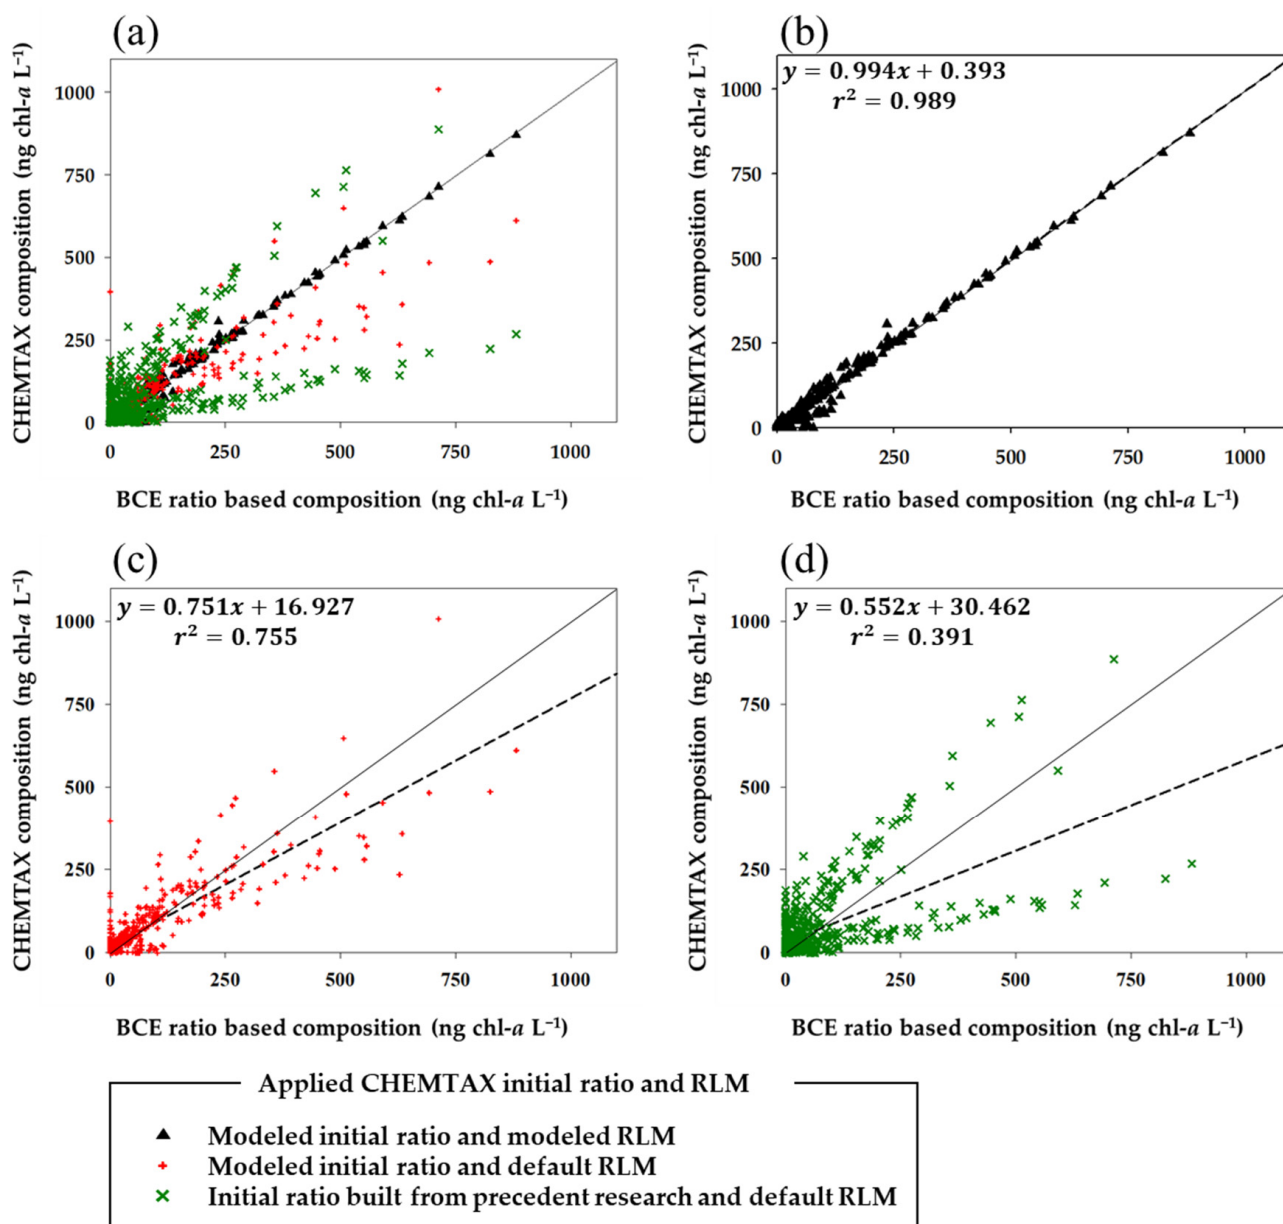 (a)
CHEMTAX composition (ng chl-a L⁻¹)
1000
750
500
250
0
0 250 500 750 1000
BCE ratio based composition (ng chl-a L⁻¹)
(b)
y = 0.994x + 0.393
r² = 0.989
CHEMTAX composition (ng chl-a L⁻¹)
1000
750
500
250
0
0 250 500 750 1000
BCE ratio based composition (ng chl-a L⁻¹)
(c)
y = 0.751x + 16.927
r² = 0.755
CHEMTAX composition (ng chl-a L⁻¹)
1000
750
500
250
0
0 250 500 750 1000
BCE ratio based composition (ng chl-a L⁻¹)
(d)
y = 0.552x + 30.462
r² = 0.391
CHEMTAX composition (ng chl-a L⁻¹)
1000
750
500
250
0
0 250 500 750 1000
BCE ratio based composition (ng chl-a L⁻¹)
Applied CHEMTAX initial ratio and RLM
Modeled initial ratio and modeled RLM
Modeled initial ratio and default RLM
Initial ratio built from precedent research and default RLM